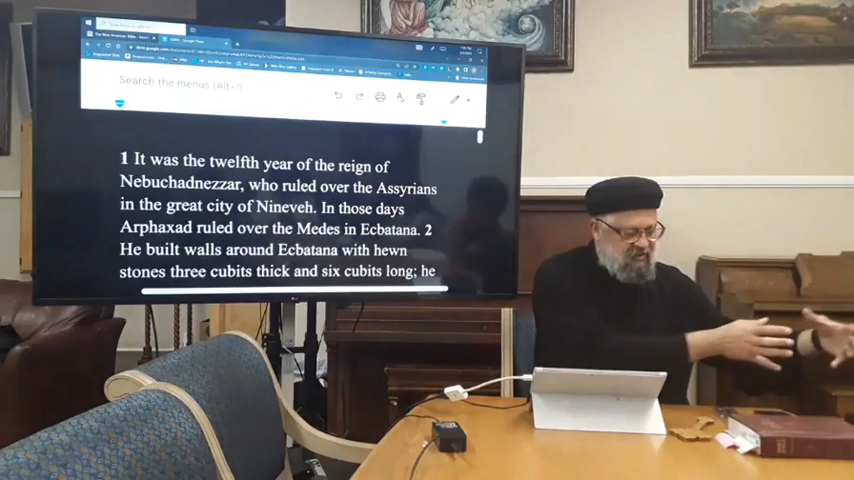 Search the menus (Alt+/)
1 It was the twelfth year of the reign of
Nebuchadnezzar, who ruled over the Assyrians
in the great city of Nineveh. In those days
Arphaxad ruled over the Medes in Ecbatana. 2
He built walls around Ecbatana with hewn
stones three cubits thick and six cubits long; he